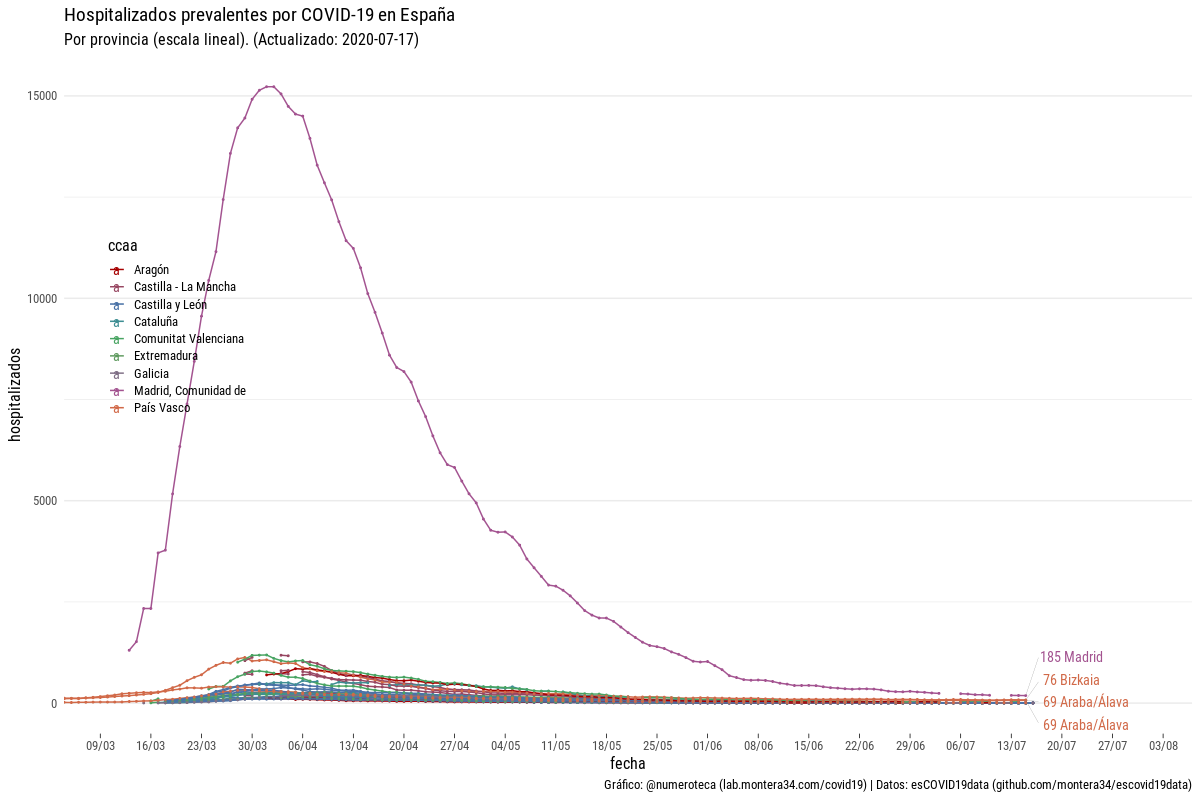 Hospitalizados prevalentes por COVID-19 en España
Por provincia (escala lineal). (Actualizado: 2020-07-17)
15000
10000
5000
0
hospitalizados
ccaa
Aragón
Castilla - La Mancha
Castilla y León
Cataluña
Comunitat Valenciana
Extremadura
Galicia
Madrid, Comunidad de
País Vasco
185 Madrid
76 Bizkaia
69 Araba/Álava
69 Araba/Álava
09/03 16/03 23/03 30/03 06/04 13/04 20/04 27/04 04/05 11/05 18/05 25/05 01/06 08/06 15/06 22/06 29/06 06/07 13/07 20/07 27/07 03/08
fecha
Gráfico: @numeroteca (lab.montera34.com/covid19) | Datos: esCOVID19data (github.com/montera34/escovid19data)